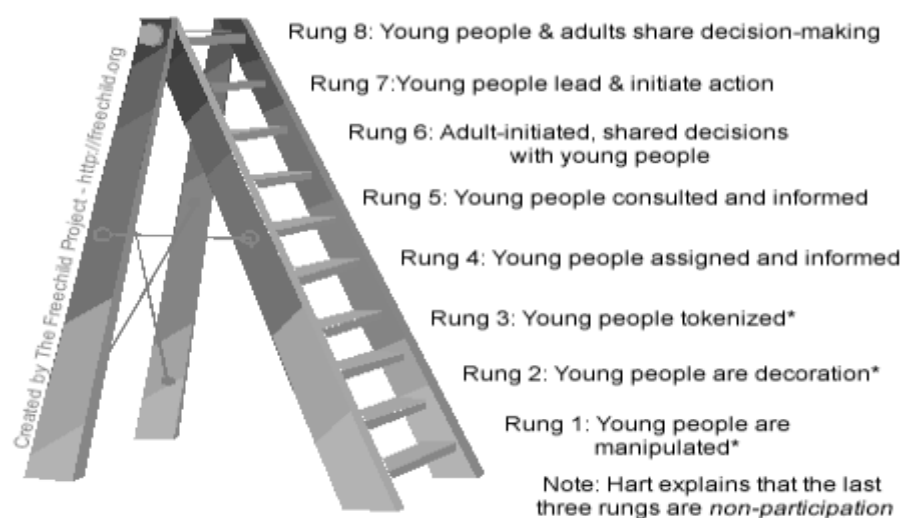 Rung 8: Young people & adults share decision-making
Rung 7:Young people lead & initiate action
Rung 6: Adult-initiated, shared decisions
with young people
Rung 5: Young people consulted and informed
Rung 4: Young people assigned and informed
Rung 3: Young people tokenized*
Rung 2: Young people are decoration*
Rung 1: Young people are
manipulated*
Note: Hart explains that the last
three rungs are non-participation
Created by The Freechild Project - http://freechild.org